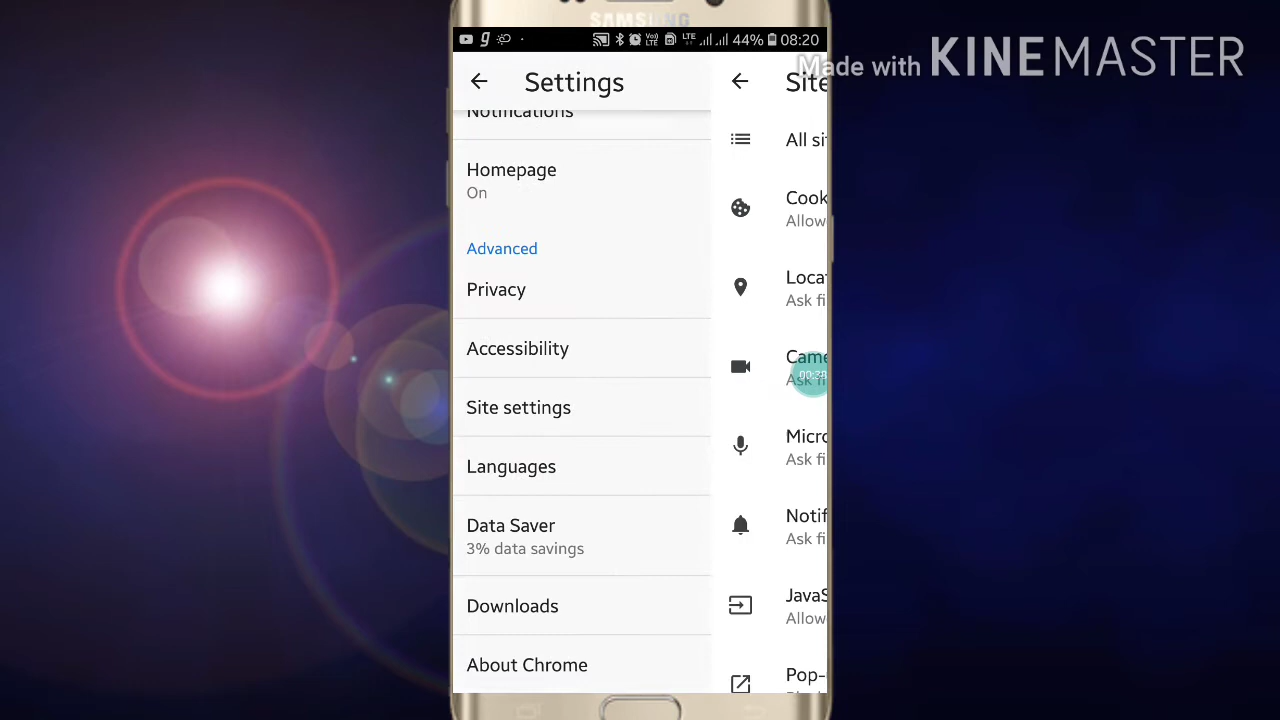 SAMSUNG
44% 08:20
Made with KINEMASTER
Settings
Notifications
Homepage
On
Advanced
Privacy
Accessibility
Site settings
Languages
Data Saver
3% data savings
Downloads
About Chrome
Site
All si
Cook
Allow
Loca
Ask fi
Came
Ask fi
00:28
Micro
Ask fi
Notif
Ask fi
JavaS
Allow
Pop-